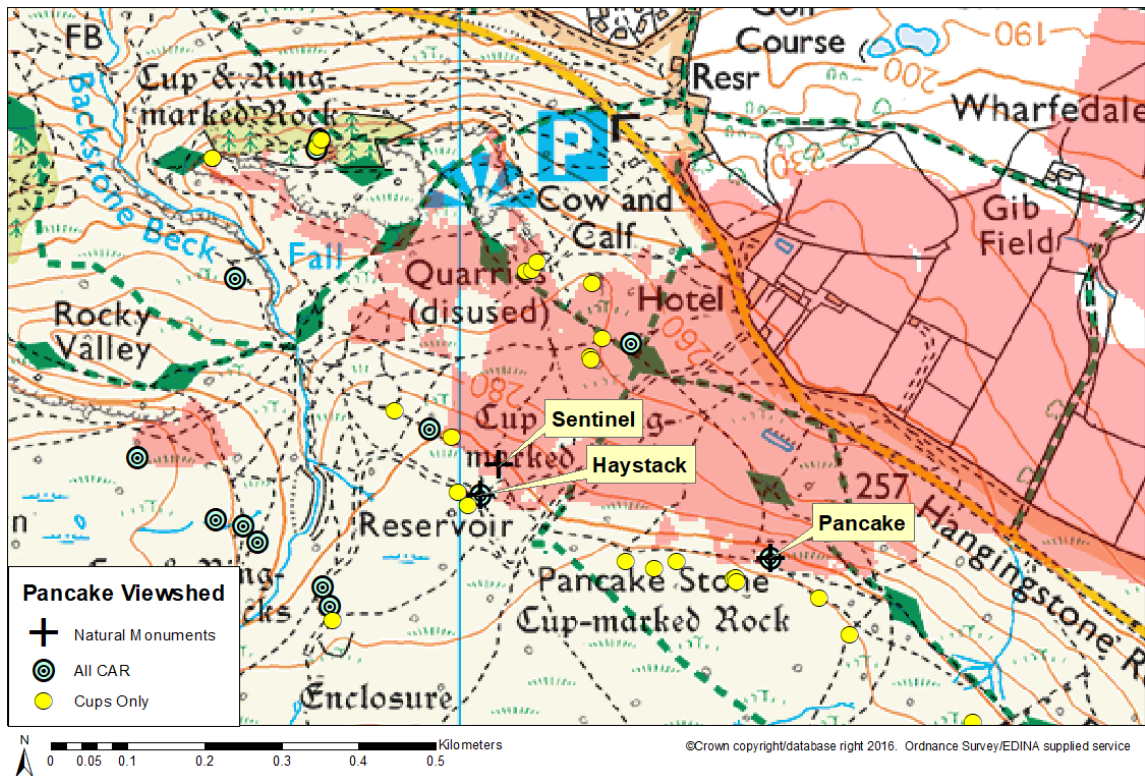 FB
Cup & Ring-
marked Rock
Backstone Beck
Fall
Rocky
Valley
Quarries
(disused)
P
Cow and
Calf
Hotel
Course
Resr
190
200
230
Wharfedale
Gib
Field
260
280
Cup
ng-
marked
Sentinel
Haystack
Reservoir
257
Hangingstone R
Pancake
Pancake Stone
Cup-marked Rock
Enclosure
n
Pancake Viewshed
Natural Monuments
All CAR
Cups Only
N
Kilometers
0 0.05 0.1 0.2 0.3 0.4 0.5
©Crown copyright/database right 2016. Ordnance Survey/EDINA supplied service